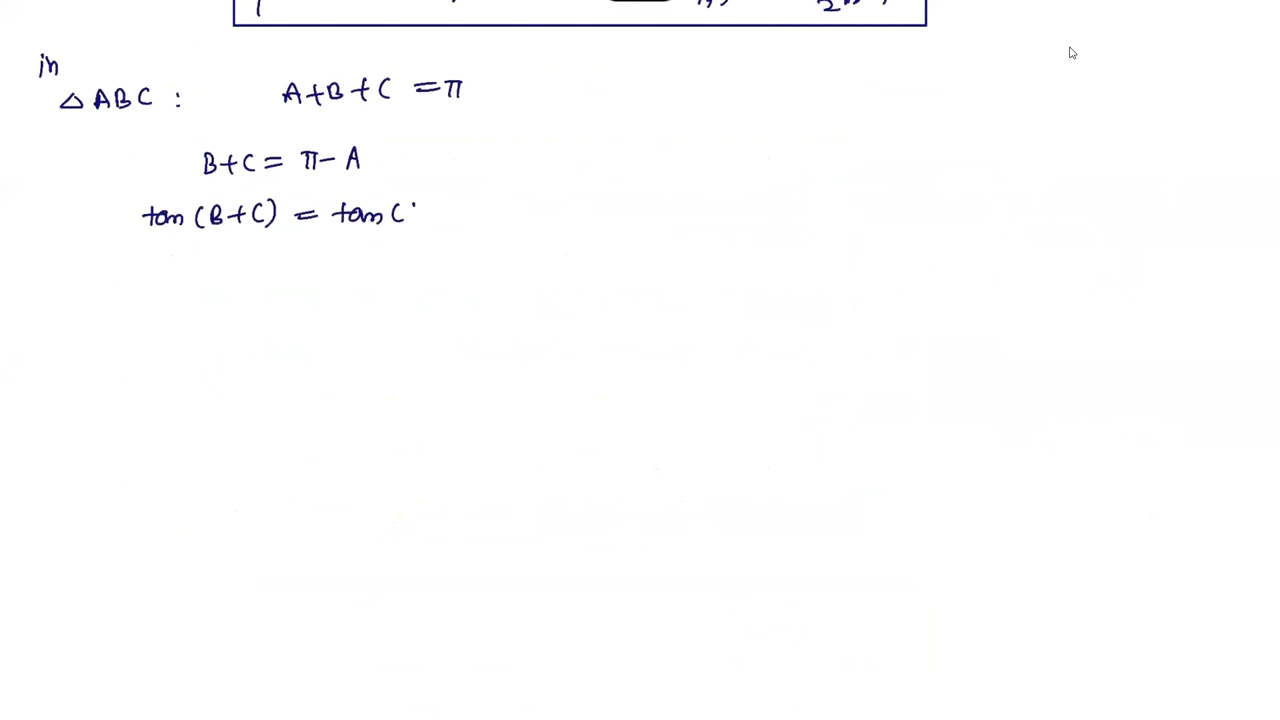 in
△ABC : A+B+C = π
B+C = π - A
tan (B+C) = tan (